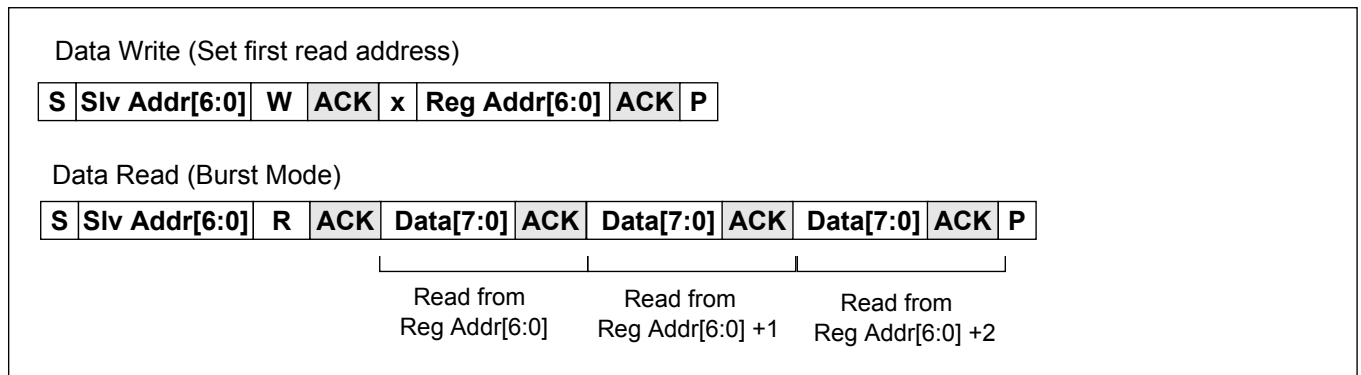 Data Write (Set first read address)
S Slv Addr[6:0] W ACK x Reg Addr[6:0] ACK P
Data Read (Burst Mode)
S Slv Addr[6:0] R ACK Data[7:0] ACK Data[7:0] ACK Data[7:0] ACK P
Read from Read from Read from
Reg Addr[6:0] Reg Addr[6:0] +1 Reg Addr[6:0] +2